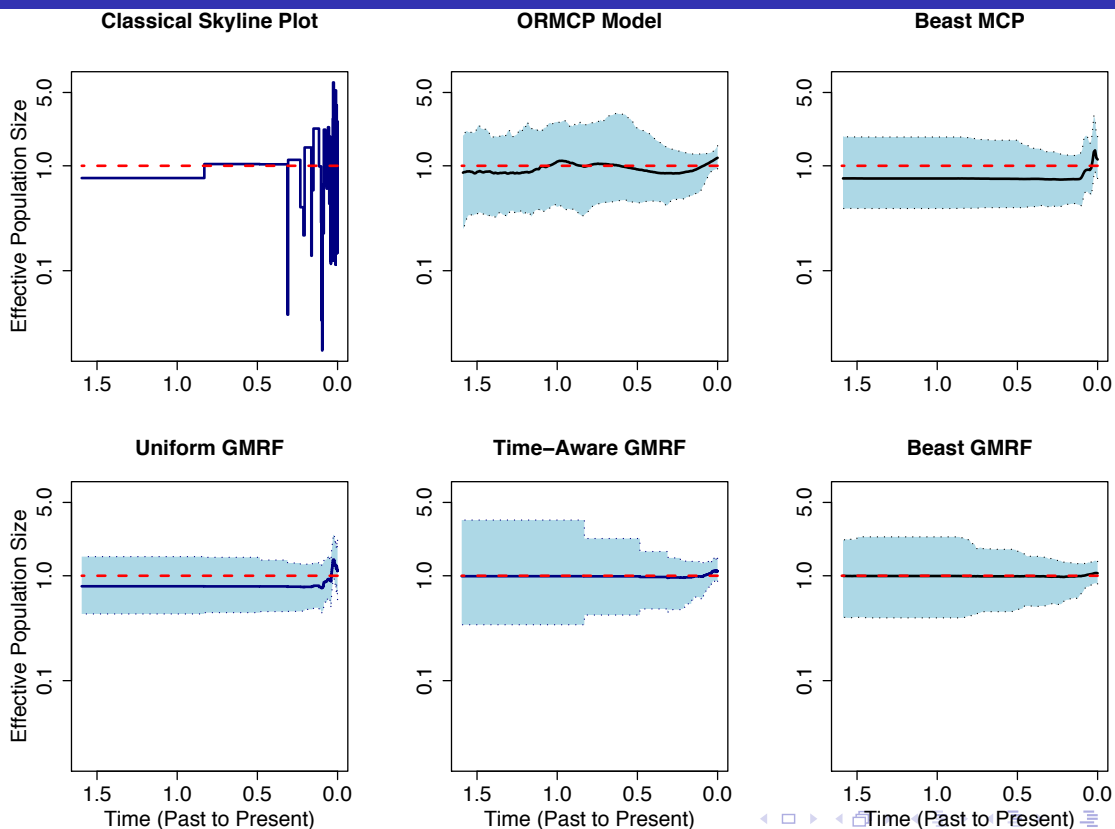 Classical Skyline Plot
ORMCP Model
Beast MCP
Effective Population Size
5.0
1.0
0.1
1.5 1.0 0.5 0.0
5.0
1.0
0.1
1.5 1.0 0.5 0.0
5.0
1.0
0.1
1.5 1.0 0.5 0.0
Uniform GMRF
Time–Aware GMRF
Beast GMRF
Effective Population Size
5.0
1.0
0.1
1.5 1.0 0.5 0.0
Time (Past to Present)
5.0
1.0
0.1
1.5 1.0 0.5 0.0
Time (Past to Present)
5.0
1.0
0.1
1.5 1.0 0.5 0.0
Time (Past to Present)